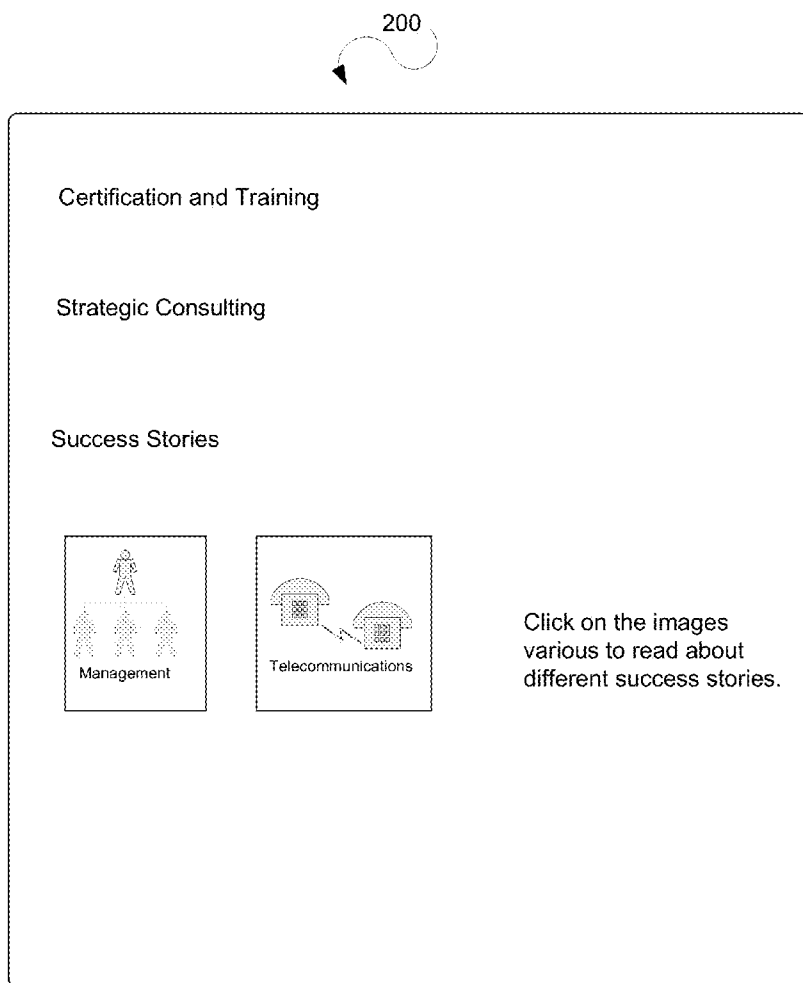 200
Certification and Training
Strategic Consulting
Success Stories
Management
Telecommunications
Click on the images
various to read about
different success stories.